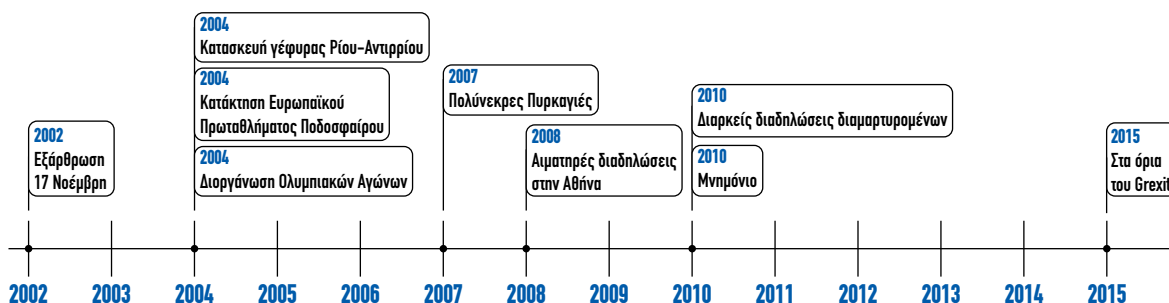 2004
Κατασκευή γέφυρας Ρίου-Αντιρρίου
2004
Κατάκτηση Ευρωπαϊκού
Πρωταθλήματος Ποδοσφαίρου
2004
Διοργάνωση Ολυμπιακών Αγώνων
2002
Εξάρθρωση
17 Νοέμβρη
2007
Πολύνεκρες Πυρκαγιές
2008
Αιματηρές διαδηλώσεις
στην Αθήνα
2010
Διαρκείς διαδηλώσεις διαμαρτυρομένων
2010
Μνημόνιο
2015
Στα όρια
του Grexit
2002 2003 2004 2005 2006 2007 2008 2009 2010 2011 2012 2013 2014 2015